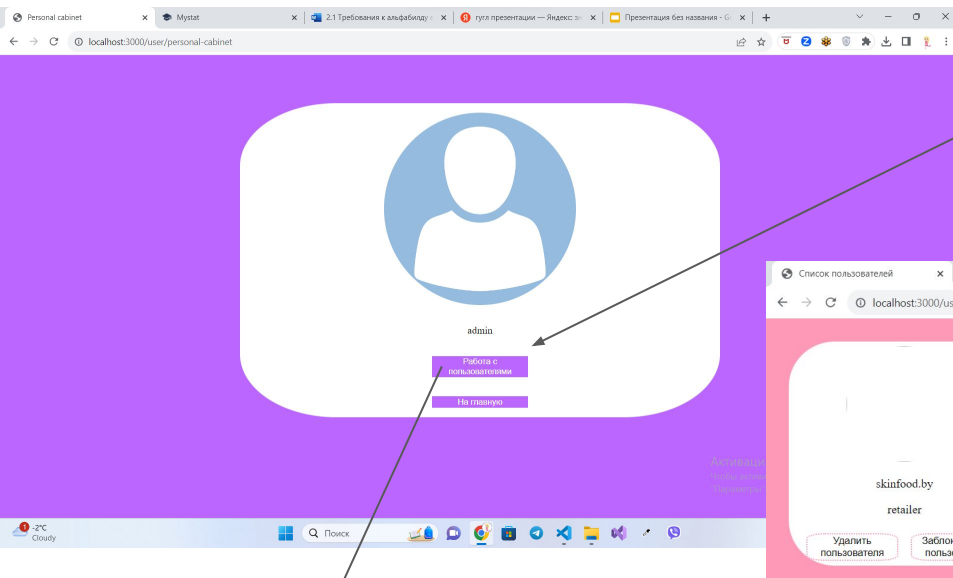 Personal cabinet
Mystat
2.1 Требования к альфабилду
гугл презентации — Яндекс:
Презентация без названия - G
localhost:3000/user/personal-cabinet
admin
Работа с
пользователями
На главную
Активаци
Список пользователей
localhost:3000/us
skinfood.by
retailer
Удалить
пользователя
Заблок
польз
1
-2°C
Cloudy
Поиск